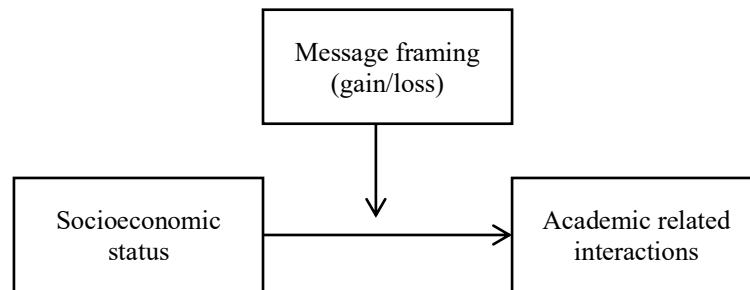 Message framing
(gain/loss)
Socioeconomic
status
Academic related
interactions